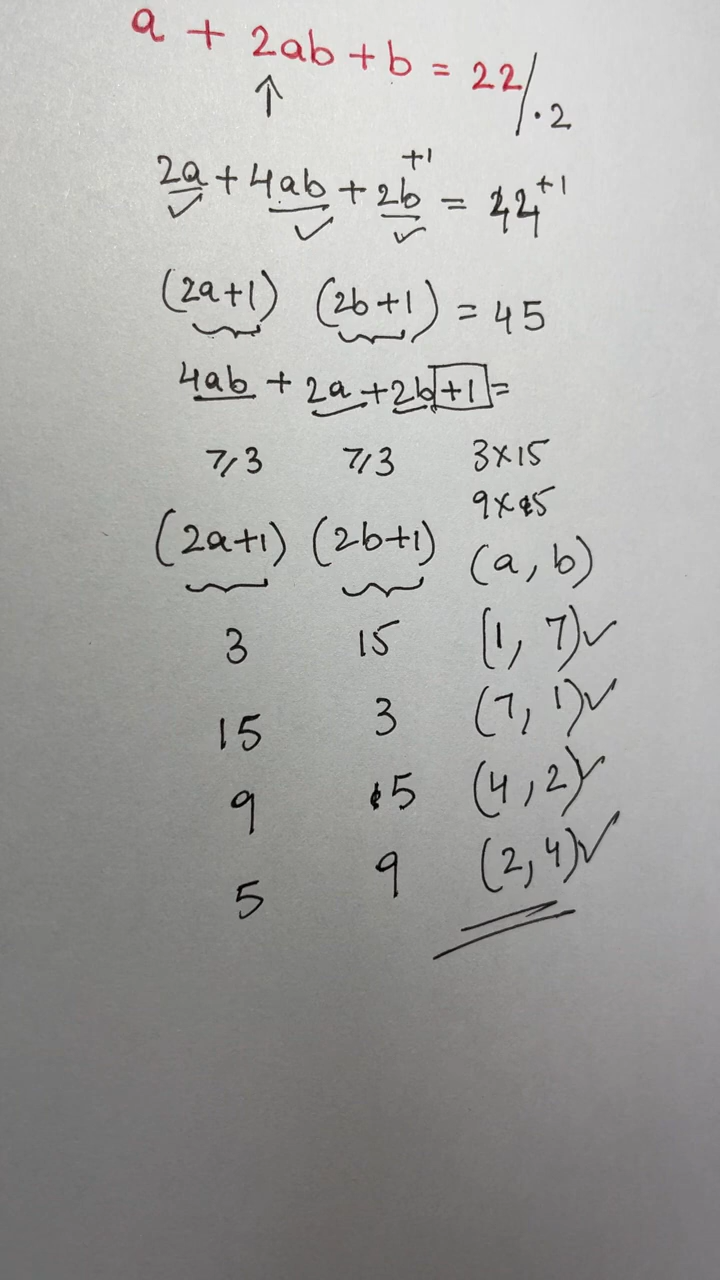 a + 2ab + b = 22/·2
↑
+1
2a + 4ab + 2b = 44 +1
(2a+1) (2b+1) = 45
4ab + 2a + 2b +1 =
⩾3 ⩾3 3×15
9×5
(2a+1) (2b+1) (a, b)
3 15 (1, 7)✓
15 3 (7, 1)✓
9 5 (4, 2)✓
5 9 (2, 4)✓